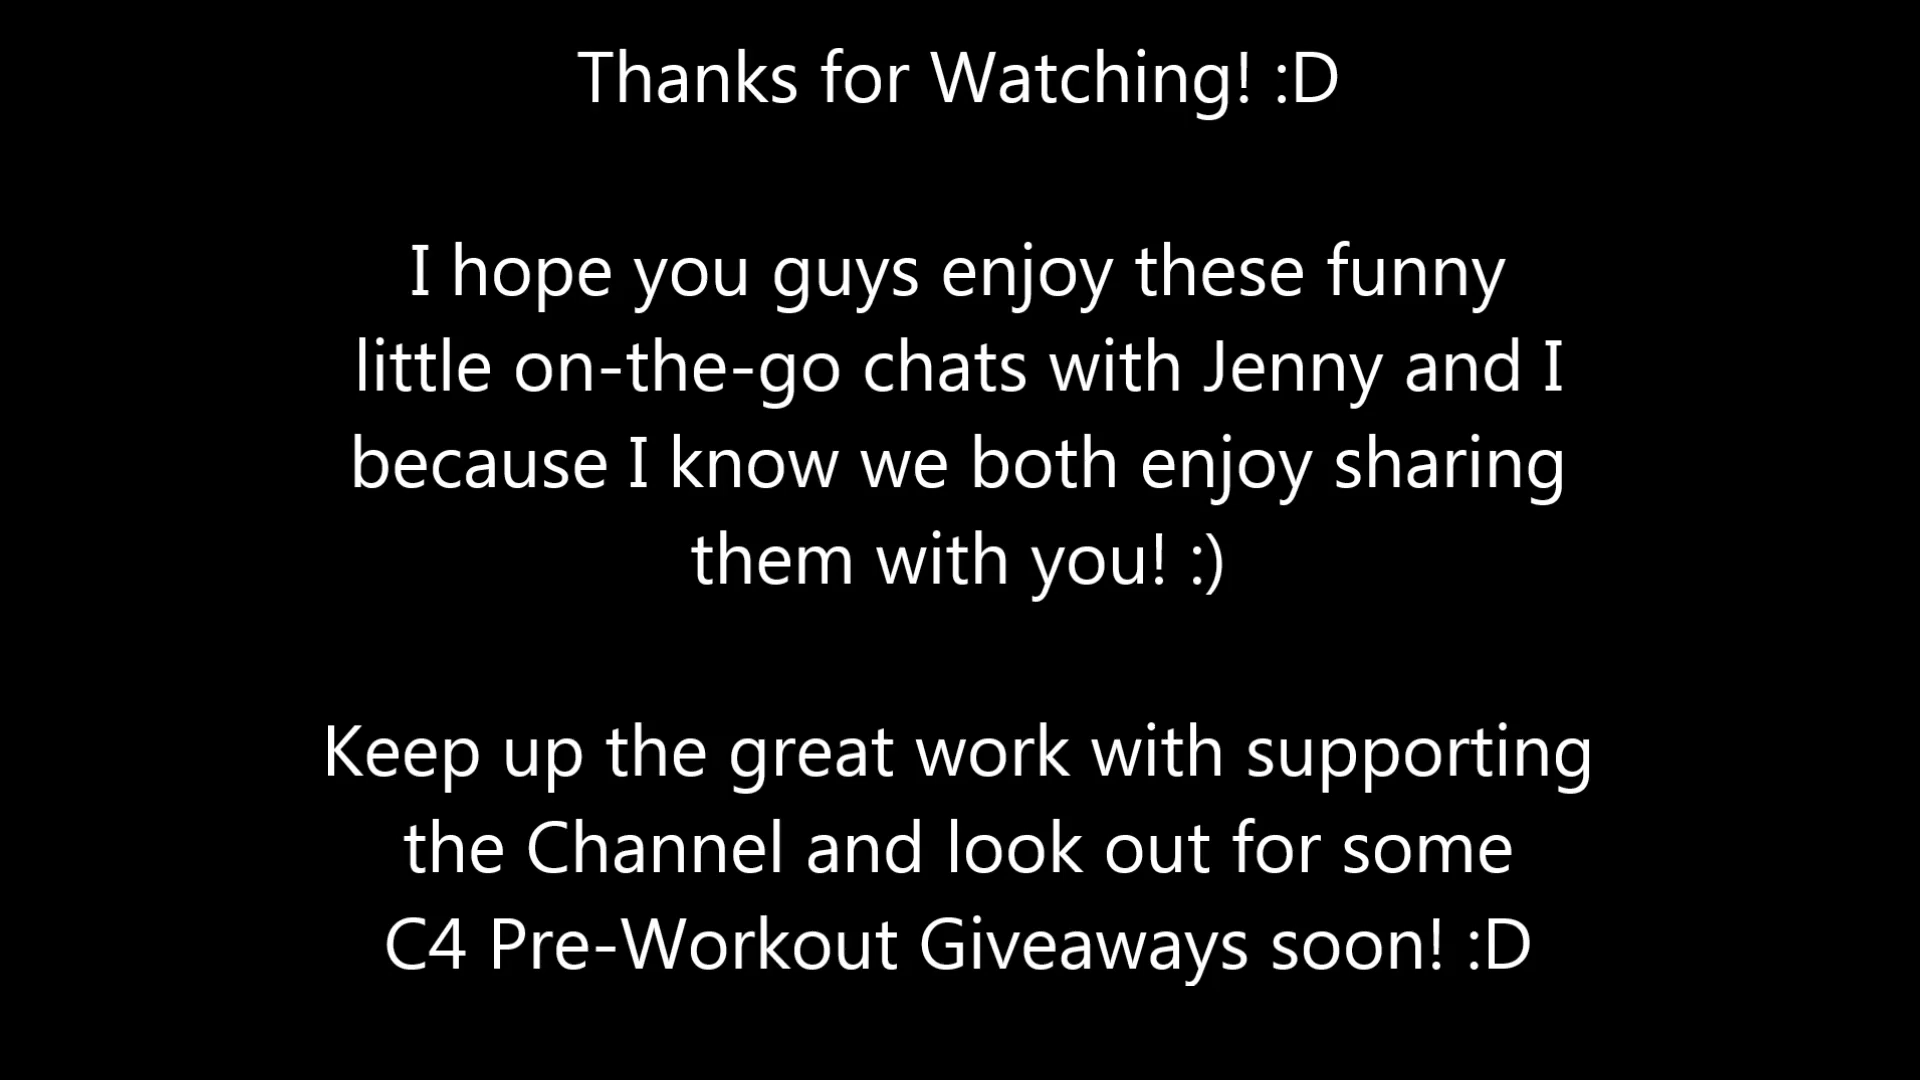 Thanks for Watching! :D
I hope you guys enjoy these funny
little on-the-go chats with Jenny and I
because I know we both enjoy sharing
them with you! :)
Keep up the great work with supporting
the Channel and look out for some
C4 Pre-Workout Giveaways soon! :D